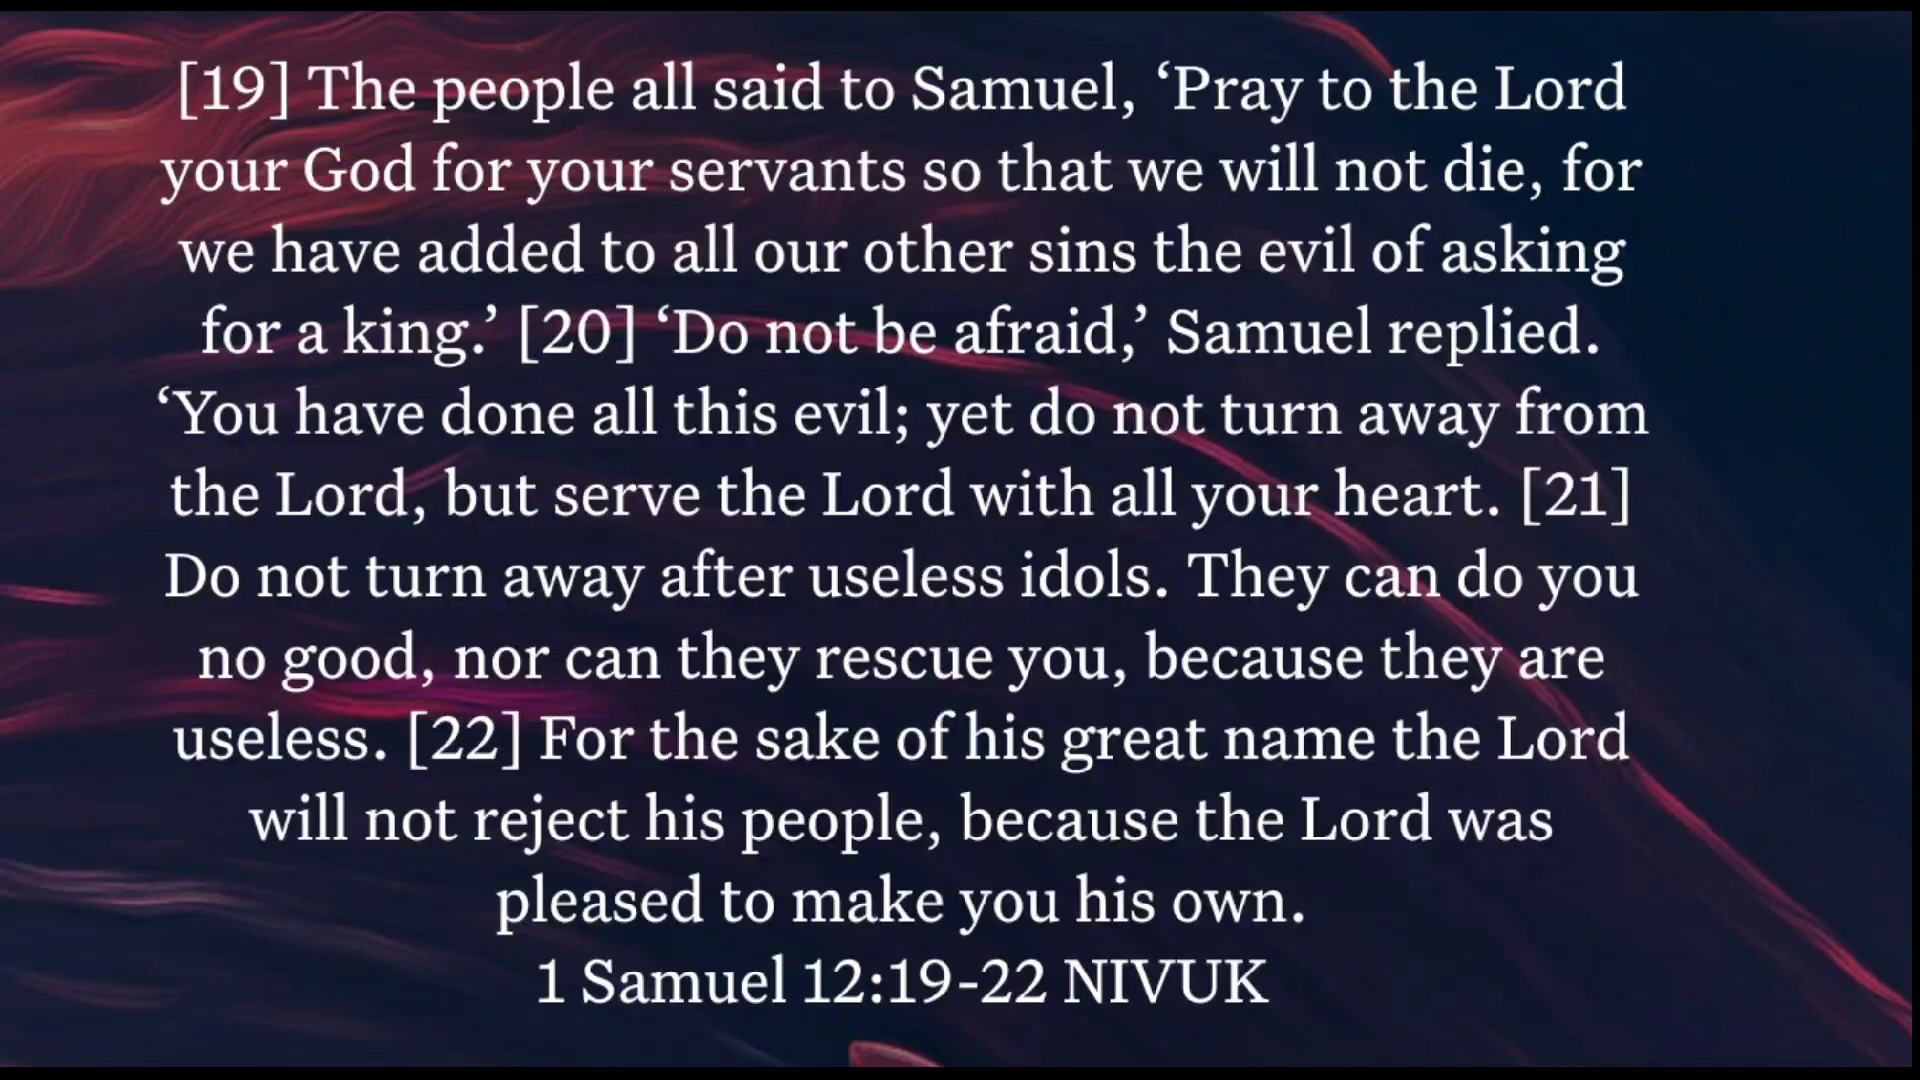 [19] The people all said to Samuel, ‘Pray to the Lord
your God for your servants so that we will not die, for
we have added to all our other sins the evil of asking
for a king.’ [20] ‘Do not be afraid,’ Samuel replied.
‘You have done all this evil; yet do not turn away from
the Lord, but serve the Lord with all your heart. [21]
Do not turn away after useless idols. They can do you
no good, nor can they rescue you, because they are
useless. [22] For the sake of his great name the Lord
will not reject his people, because the Lord was
pleased to make you his own.
1 Samuel 12:19-22 NIVUK